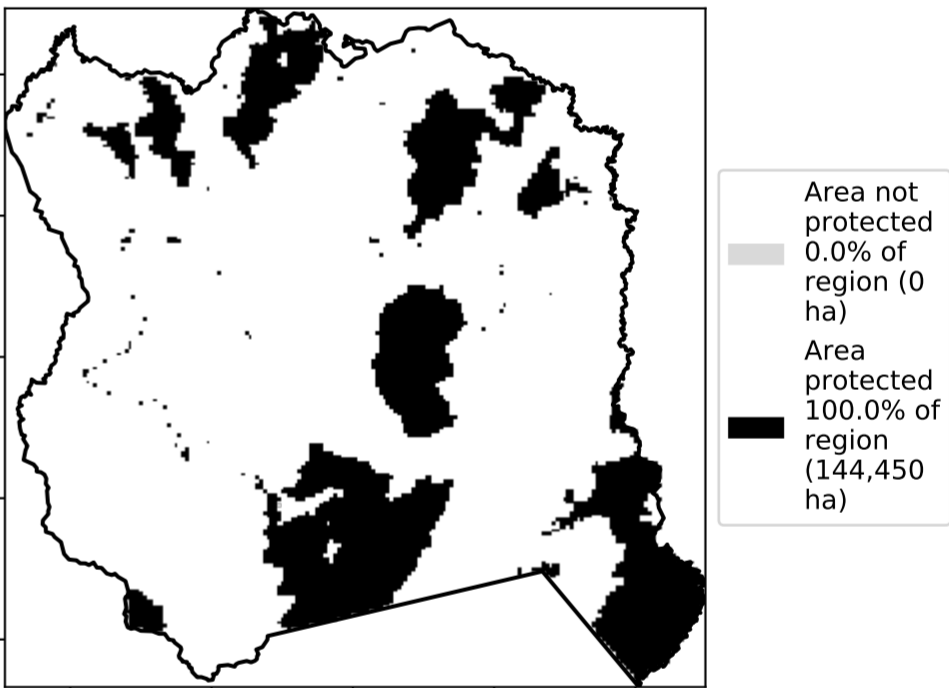 Area not
protected
0.0% of
region (0
ha)
Area
protected
100.0% of
region
(144,450
ha)